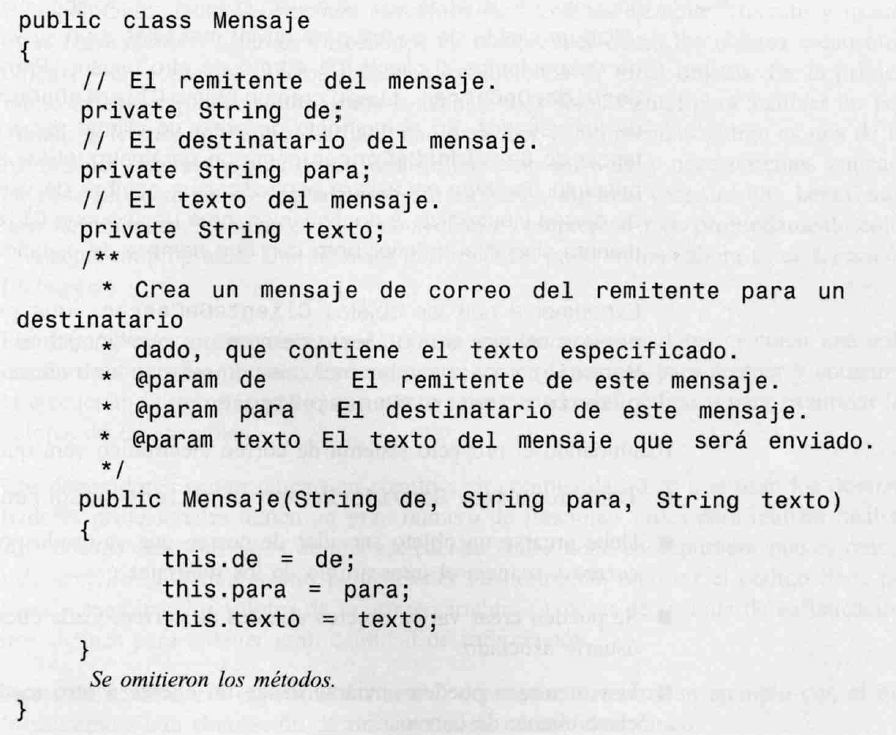 public class Mensaje
{
// El remitente del mensaje.
private String de;
// El destinatario del mensaje.
private String para;
// El texto del mensaje.
private String texto;
/**
* Crea un mensaje de correo del remitente para un
destinatario
* dado, que contiene el texto especificado.
* @param de El remitente de este mensaje.
* @param para El destinatario de este mensaje.
* @param texto El texto del mensaje que será enviado.
*/
public Mensaje(String de, String para, String texto)
{
this.de = de;
this.para = para;
this.texto = texto;
}
Se omitieron los métodos.
}